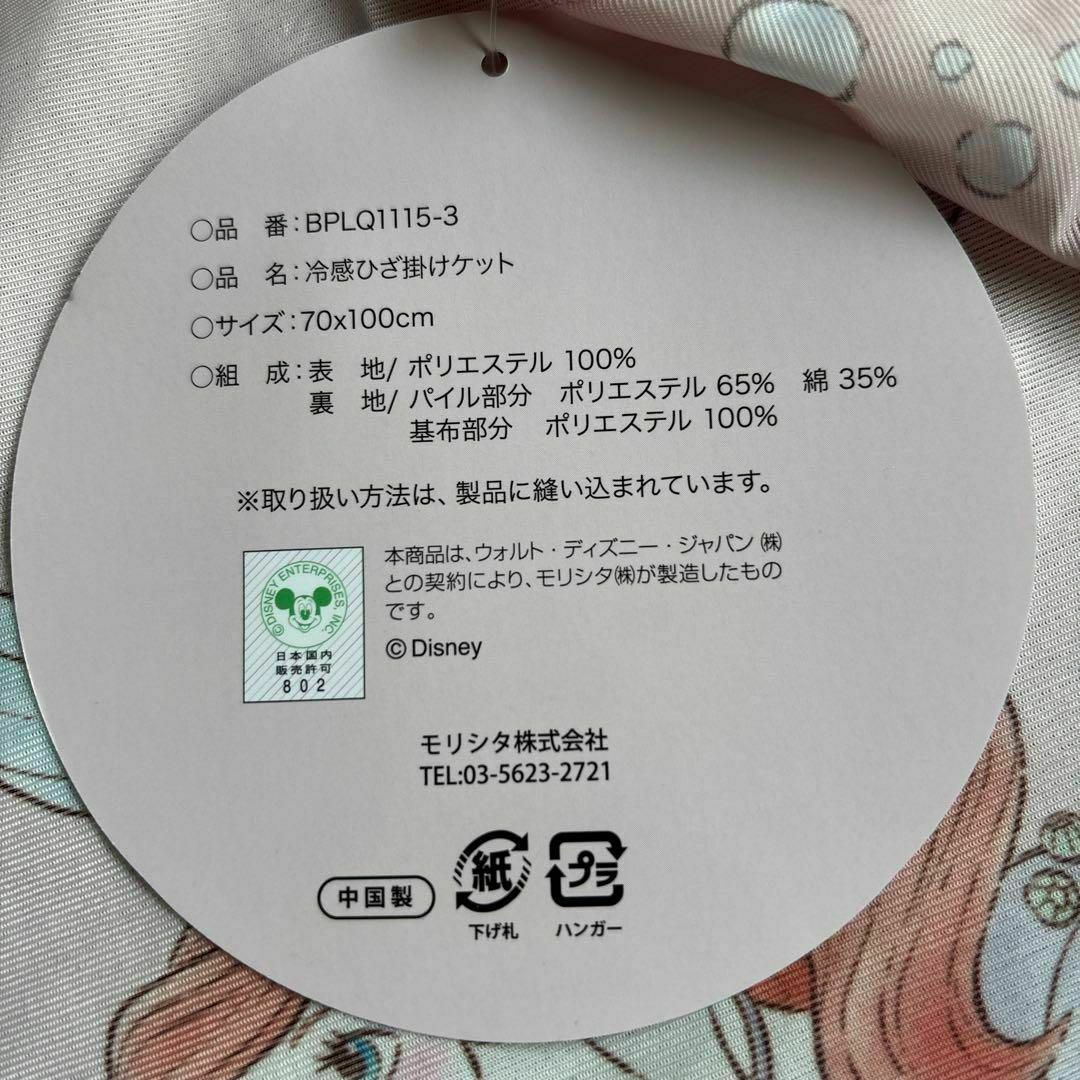 ○品 番：BPLQ1115-3
○品 名：冷感ひざ掛けケット
○サイズ：70x100cm
○組 成：表 地/ ポリエステル 100%
裏 地/ パイル部分 ポリエステル 65% 綿 35%
基布部分 ポリエステル 100%
※取り扱い方法は、製品に縫い込まれています。
本商品は、ウォルト・ディズニー・ジャパン㈱
との契約により、モリシタ㈱が製造したもの
です。
©Disney
©DISNEY ENTERPRISES, INC.
日本国内
販売許可
802
モリシタ株式会社
TEL:03-5623-2721
中国製
紙
下げ札
プラ
ハンガー